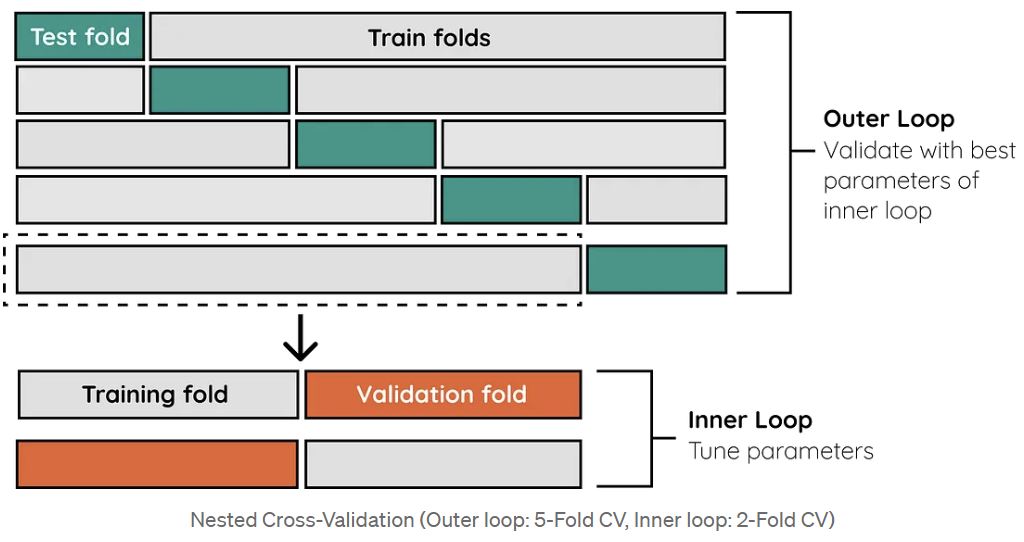 Test fold
Train folds
Outer Loop
Validate with best
parameters of
inner loop
Training fold
Validation fold
Inner Loop
Tune parameters
Nested Cross-Validation (Outer loop: 5-Fold CV, Inner loop: 2-Fold CV)